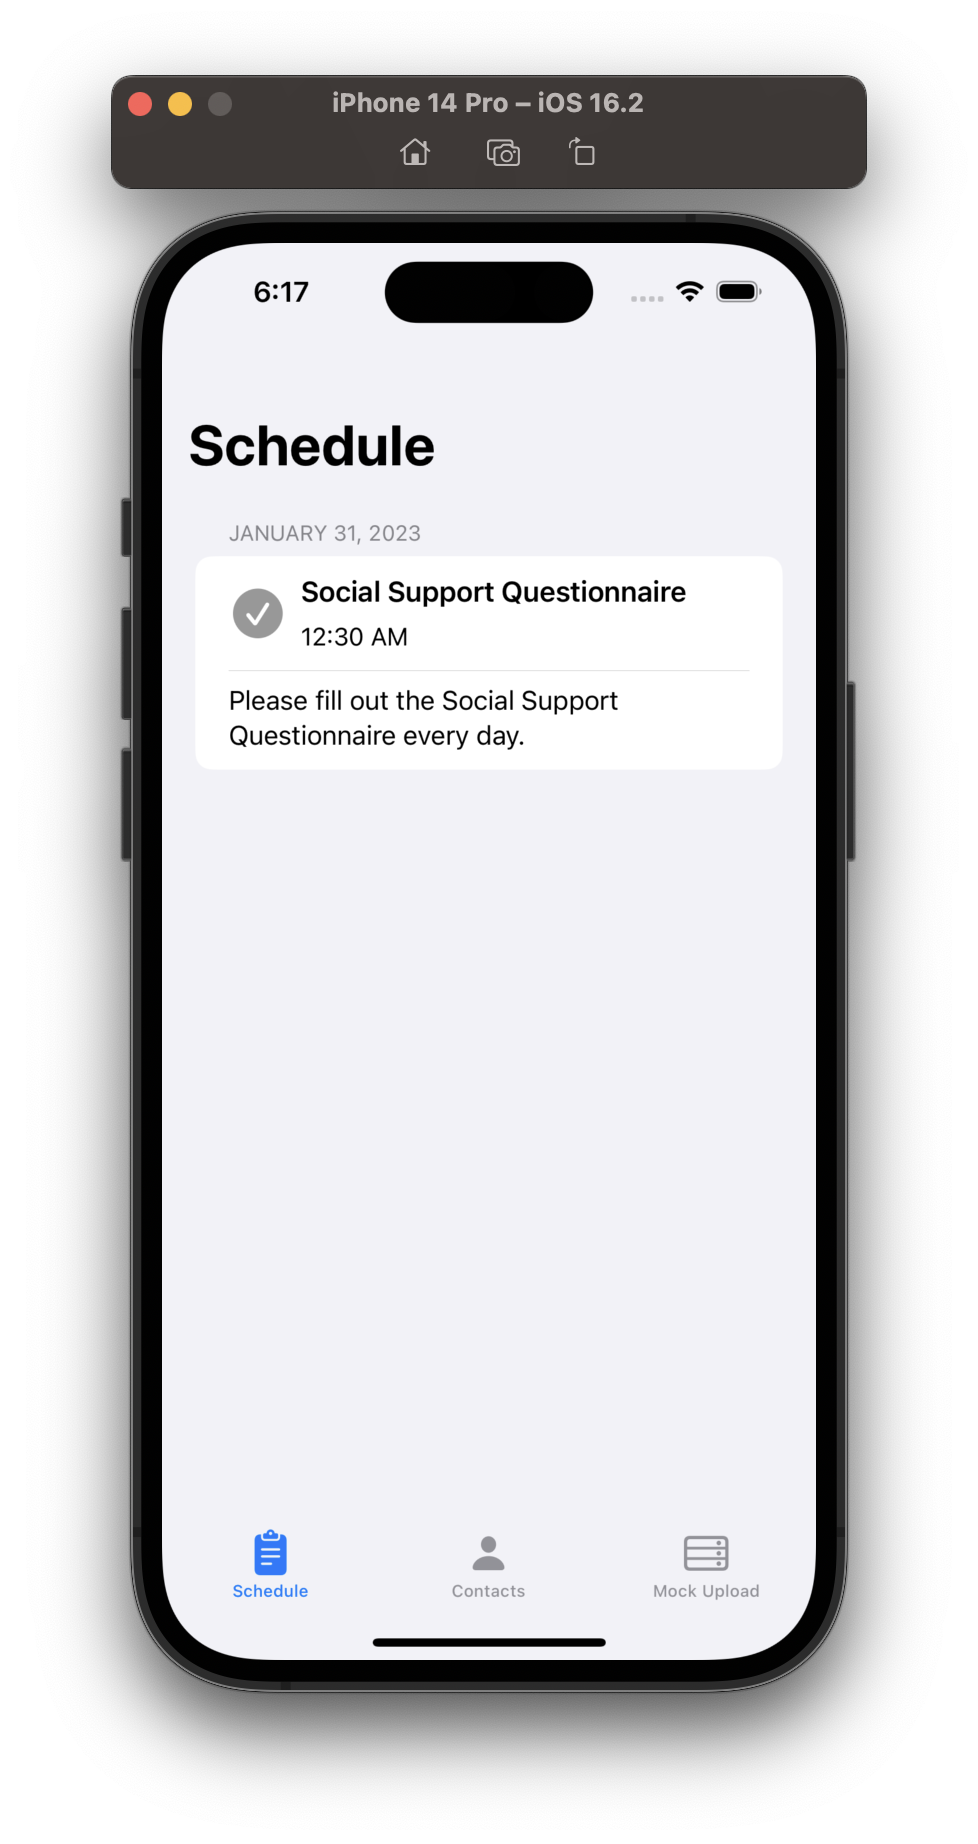 iPhone 14 Pro – iOS 16.2
6:17
Schedule
JANUARY 31, 2023
Social Support Questionnaire
12:30 AM
Please fill out the Social Support
Questionnaire every day.
Schedule
Contacts
Mock Upload